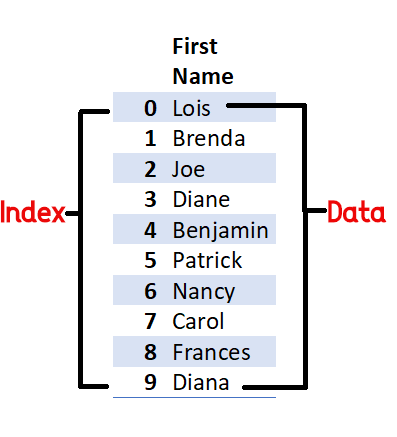 First
Name
0 Lois
1 Brenda
2 Joe
3 Diane
Index
Data
4 Benjamin
5 Patrick
6 Nancy
7 Carol
8 Frances
9 Diana